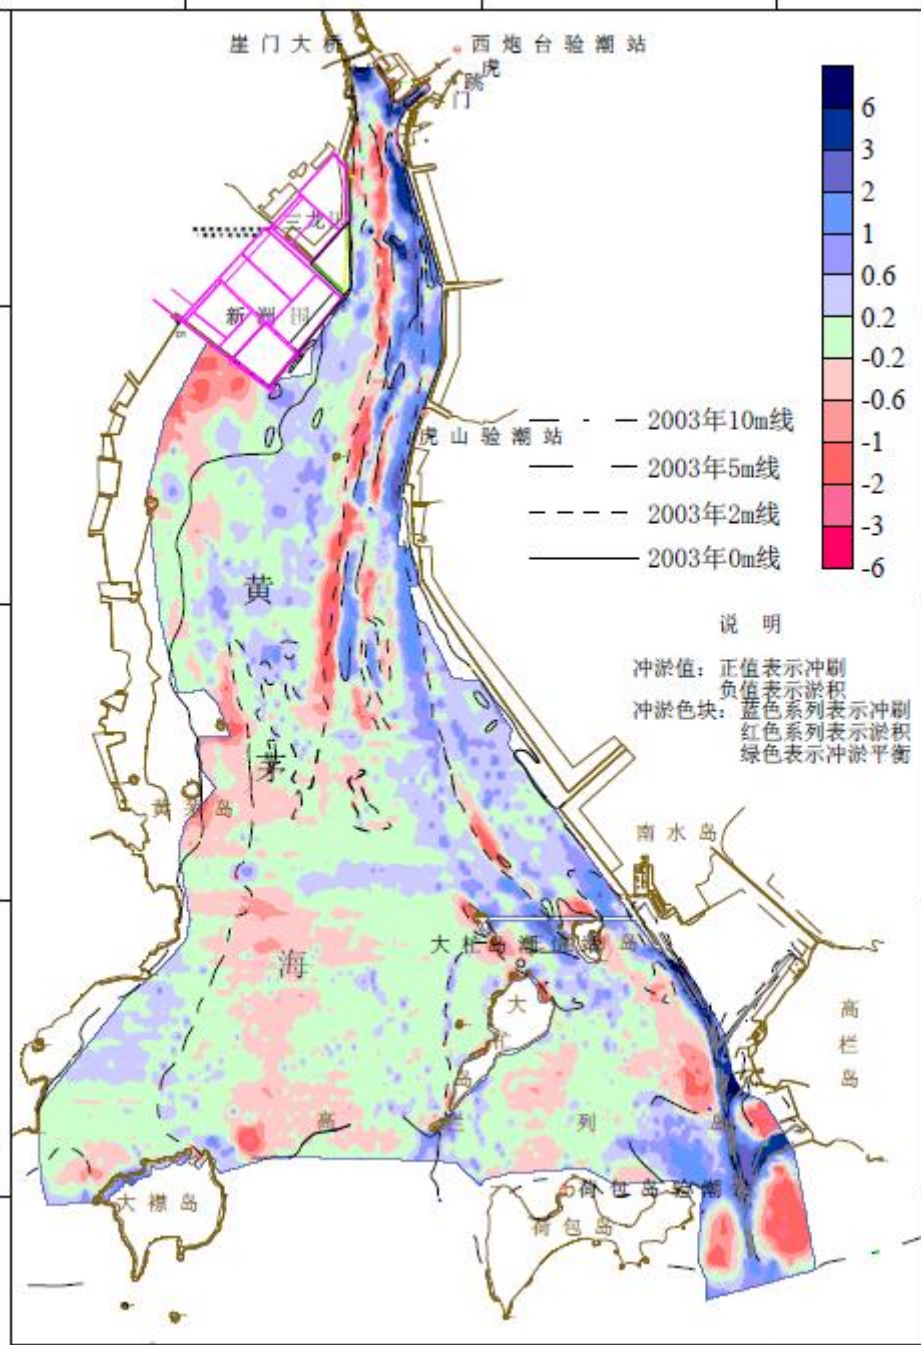 崖门大桥
西炮台验潮站
虎
跳
门
三龙
新洲围
虎山验潮站
6
3
2
1
0.6
0.2
-0.2
-0.6
-1
-2
-3
-6
2003年10m线
2003年5m线
2003年2m线
2003年0m线
说 明
冲淤值：正值表示冲刷
负值表示淤积
冲淤色块：蓝色系列表示冲刷
红色系列表示淤积
绿色表示冲淤平衡
黄
茅
海
黄茅岛
南水岛
大杧岛潮位站
岛
大
杧
岛
高
栏
岛
高栏列岛
大襟岛
荷包岛验潮
荷包岛